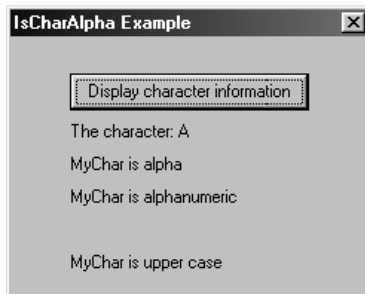 IsCharAlpha Example
Display character information
The character: A
MyChar is alpha
MyChar is alphanumeric
MyChar is upper case